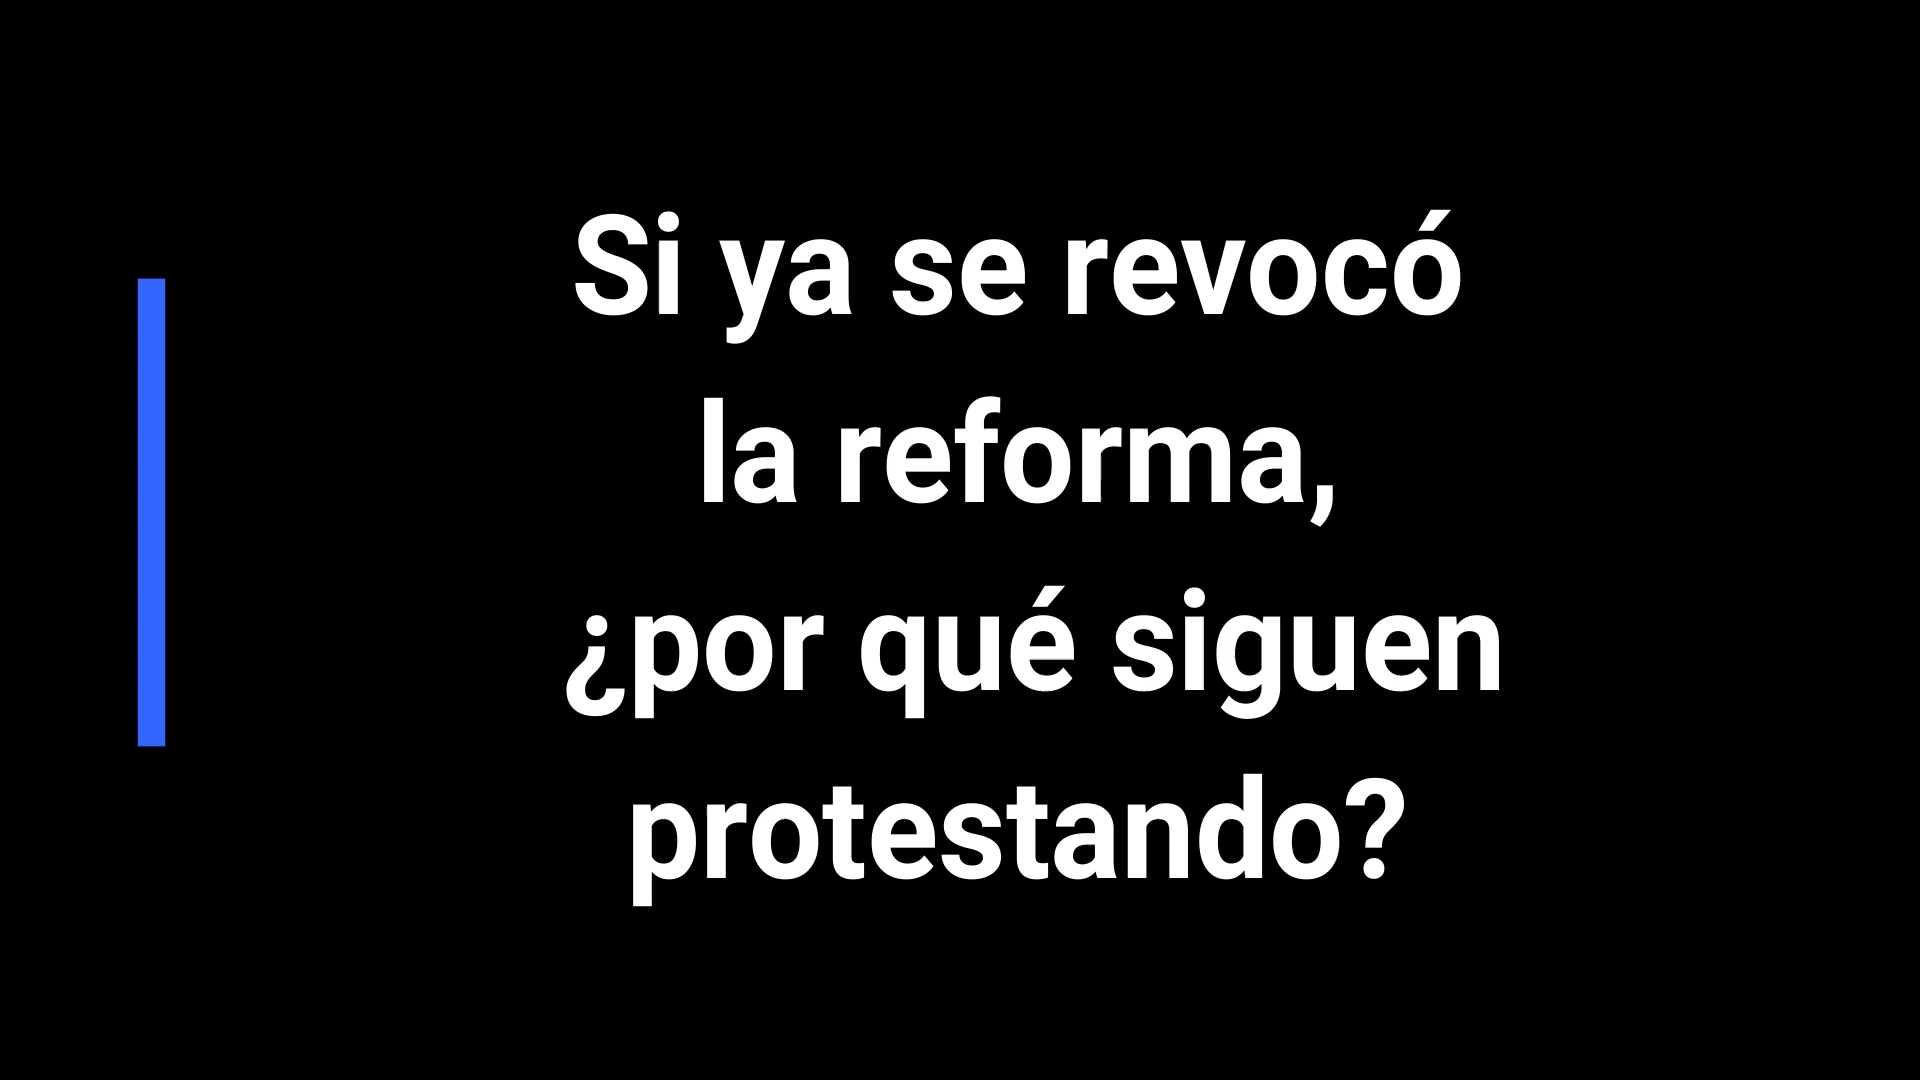 Si ya se revocó
la reforma,
¿por qué siguen
protestando?